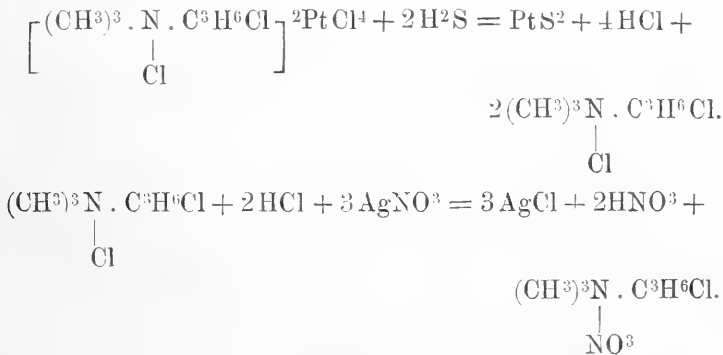 [(CH³)³ . N . C³H⁶Cl]²PtCl⁴ + 2H²S = PtS² + 4HCl +
|
Cl
2(CH³)³N . C³H⁶Cl.
|
Cl
(CH³)³N . C³H⁶Cl + 2HCl + 3AgNO³ = 3AgCl + 2HNO³ +
|
Cl
(CH³)³N . C³H⁶Cl.
|
NO³